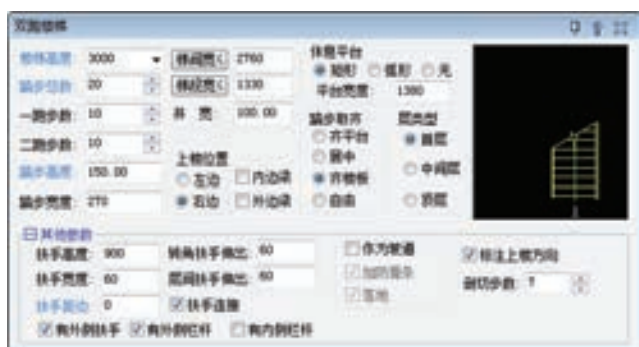 双跑楼梯
楼梯高度 3000 梯间宽< 2760 休息平台
踏步总数 20 梯段宽< 1330 矩形 弧形 无
一跑步数 10 井 宽: 100.00 平台宽度: 1380
二跑步数 10 上楼位置 踏步取齐 层类型
踏步高度 150.00 左边 内边梁 齐平台 首层
踏步宽度 270 右边 外边梁 居中 中间层
齐楼板
自由 顶层
其他参数
扶手高度: 900 转角扶手伸出: 60 作为坡道 标注上楼方向
扶手宽度: 60 层间扶手伸出: 60 加防滑条 剖切步数: 7
扶手距边: 0 扶手连接 落地
有外侧扶手 有外侧栏杆 有内侧栏杆